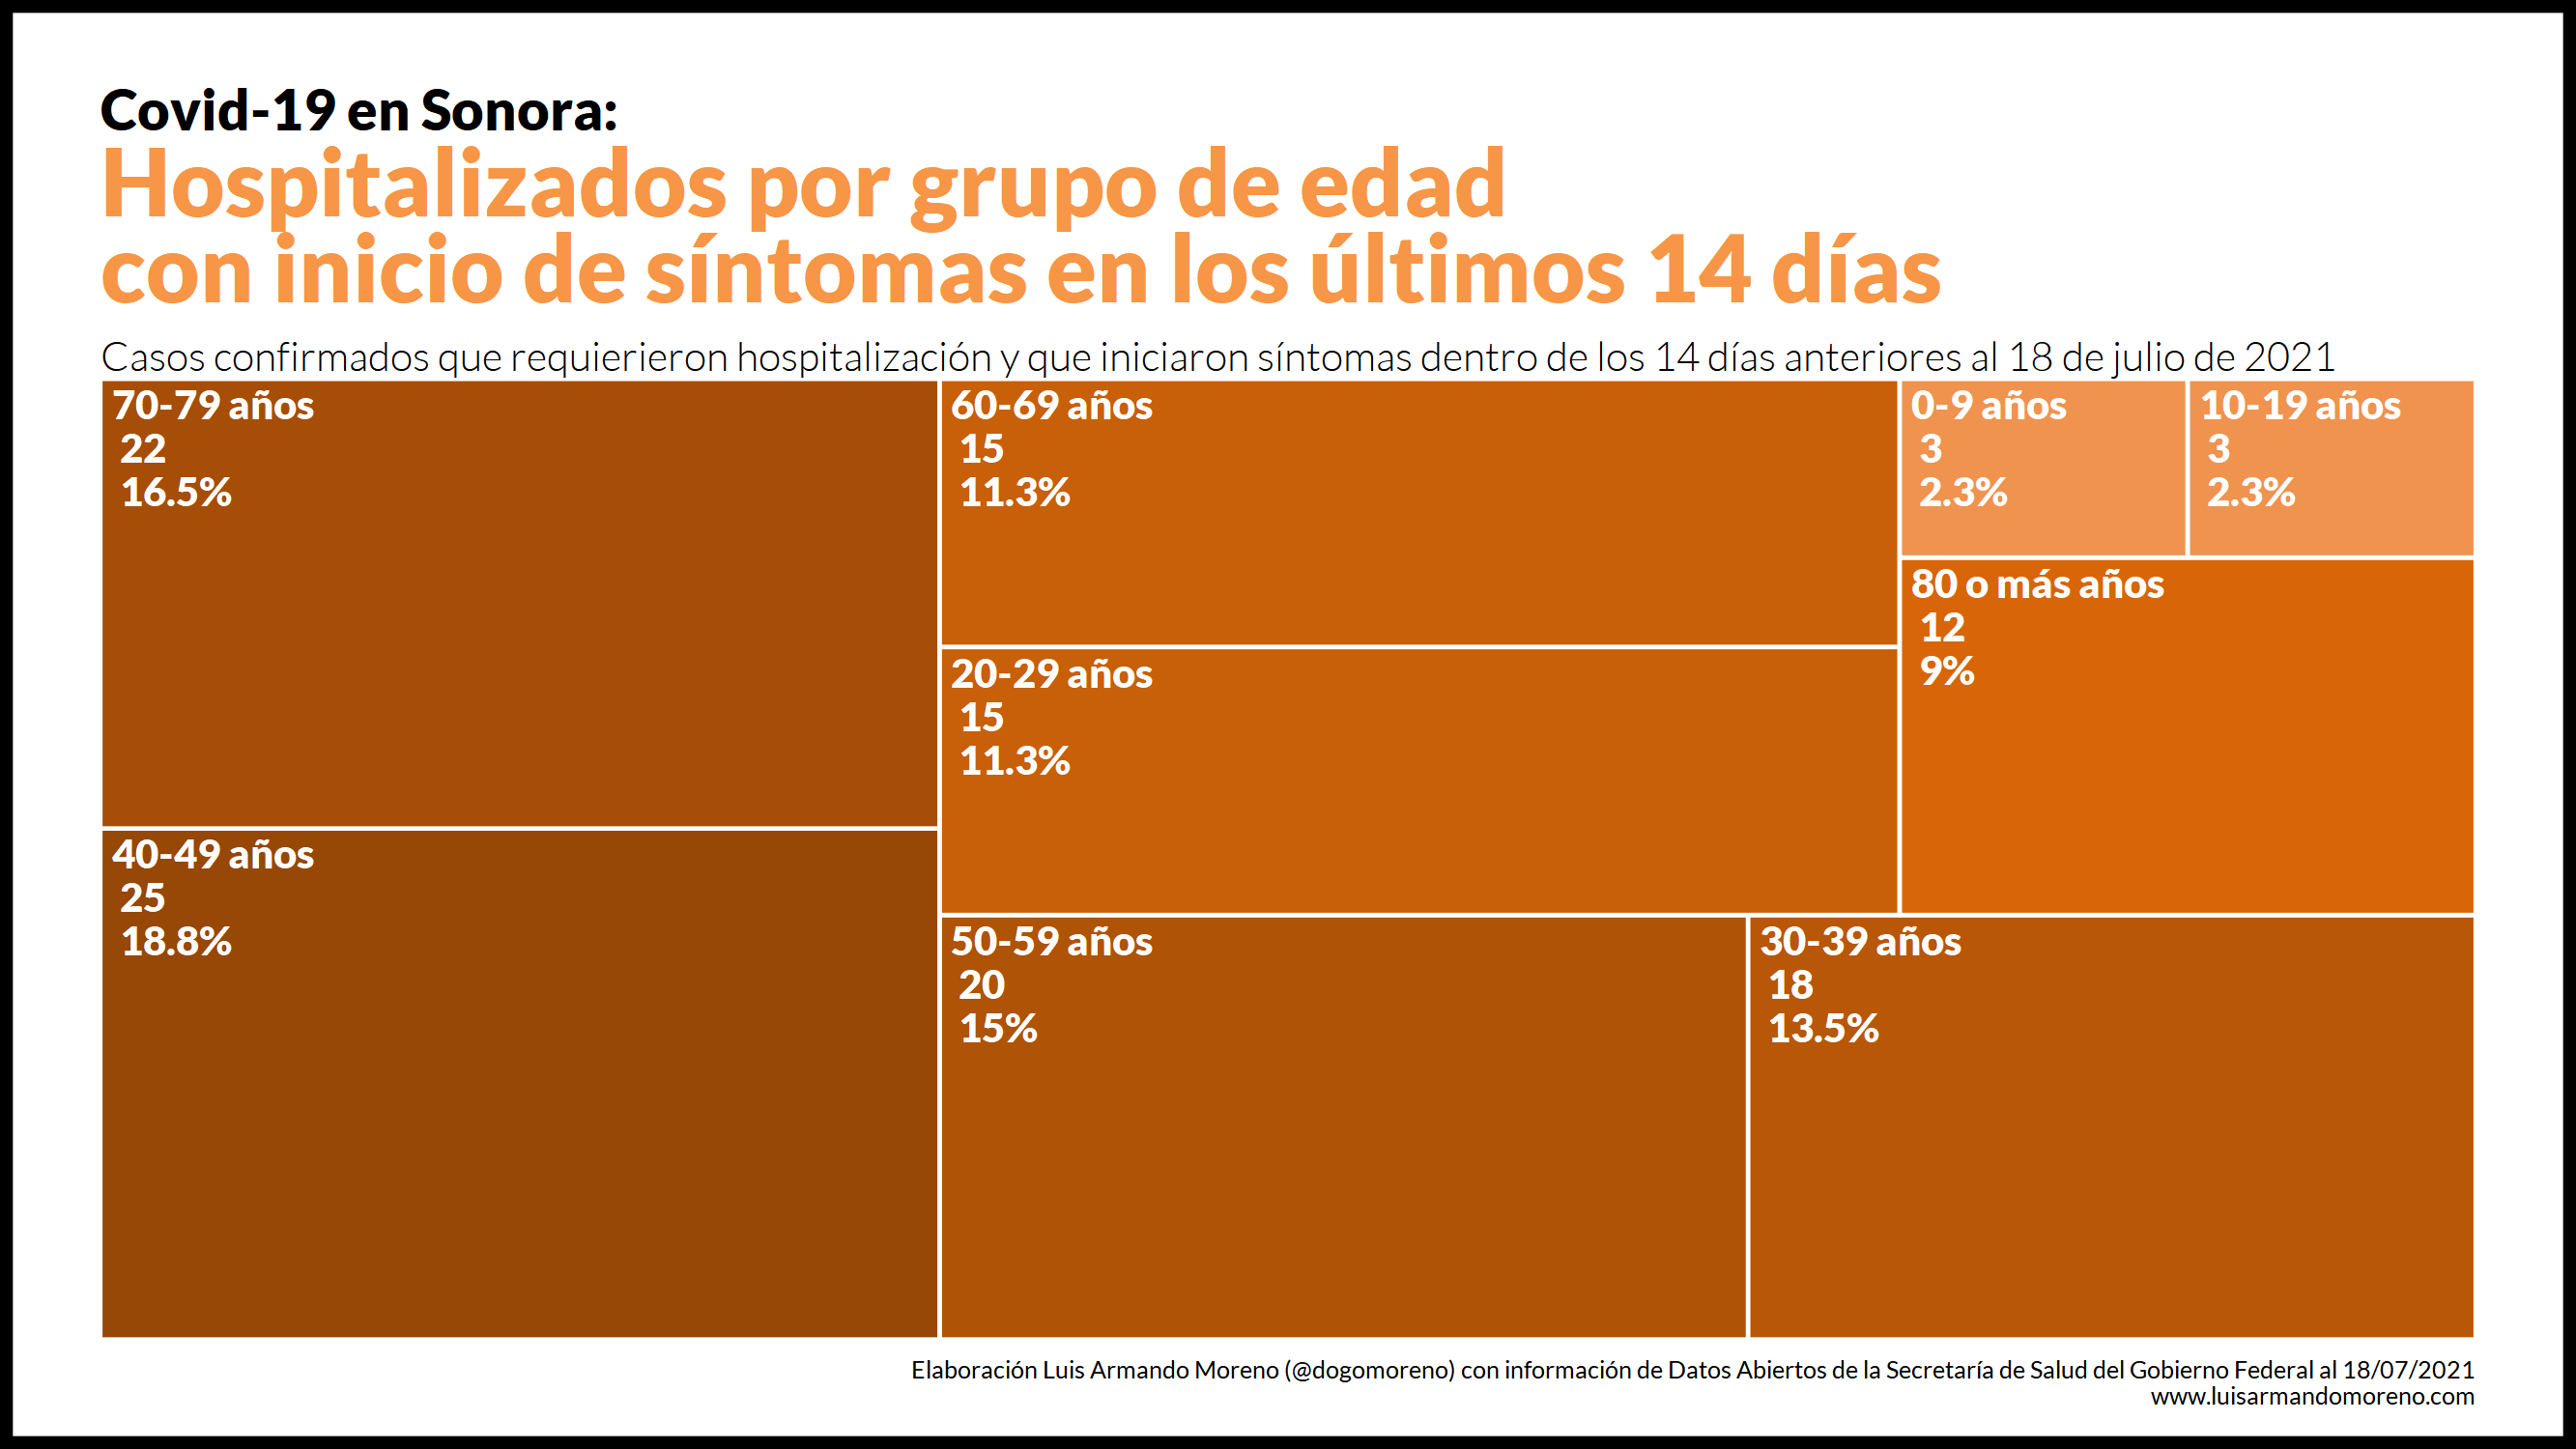 Covid-19 en Sonora:
Hospitalizados por grupo de edad
con inicio de síntomas en los últimos 14 días
Casos confirmados que requierieron hospitalización y que iniciaron síntomas dentro de los 14 días anteriores al 18 de julio de 2021
70-79 años
22
16.5%
40-49 años
25
18.8%
60-69 años
15
11.3%
20-29 años
15
11.3%
50-59 años
20
15%
30-39 años
18
13.5%
0-9 años
3
2.3%
10-19 años
3
2.3%
80 o más años
12
9%
Elaboración Luis Armando Moreno (@dogomoreno) con información de Datos Abiertos de la Secretaría de Salud del Gobierno Federal al 18/07/2021
www.luisarmandomoreno.com